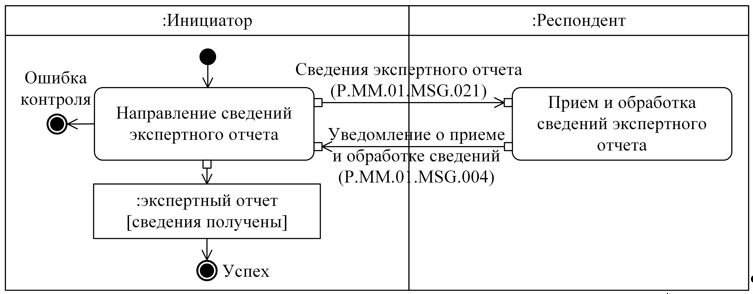 :Инициатор
:Респондент
Ошибка
контроля
Направление сведений
экспертного отчета
Сведения экспертного отчета
(P.MM.01.MSG.021)
Прием и обработка
сведений экспертного
отчета
Уведомление о приеме
и обработке сведений
(P.MM.01.MSG.004)
:экспертный отчет
[сведения получены]
Успех